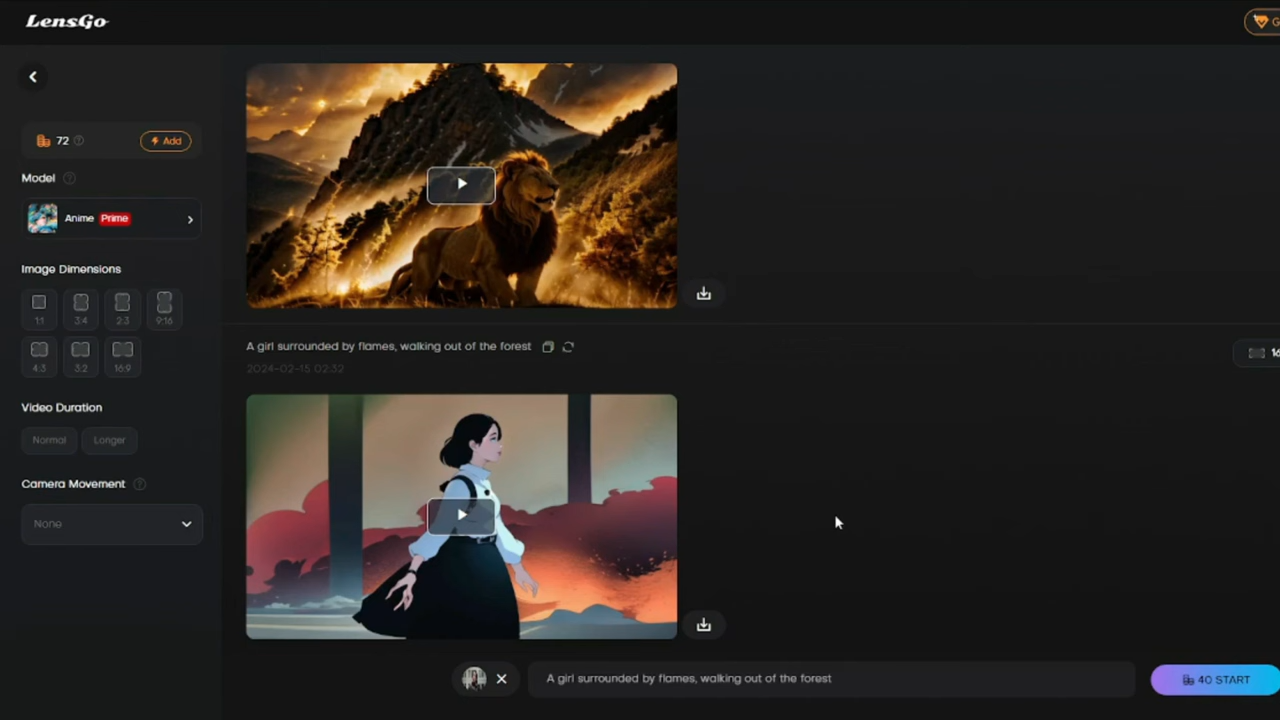 LensGo
G
72
Add
Model
Anime Prime
Image Dimensions
1:1 3:4 2:3 9:16
4:3 3:2 16:9
Video Duration
Normal Longer
Camera Movement
None
A girl surrounded by flames, walking out of the forest
2024-02-15 02:32
16
A girl surrounded by flames, walking out of the forest
40 START